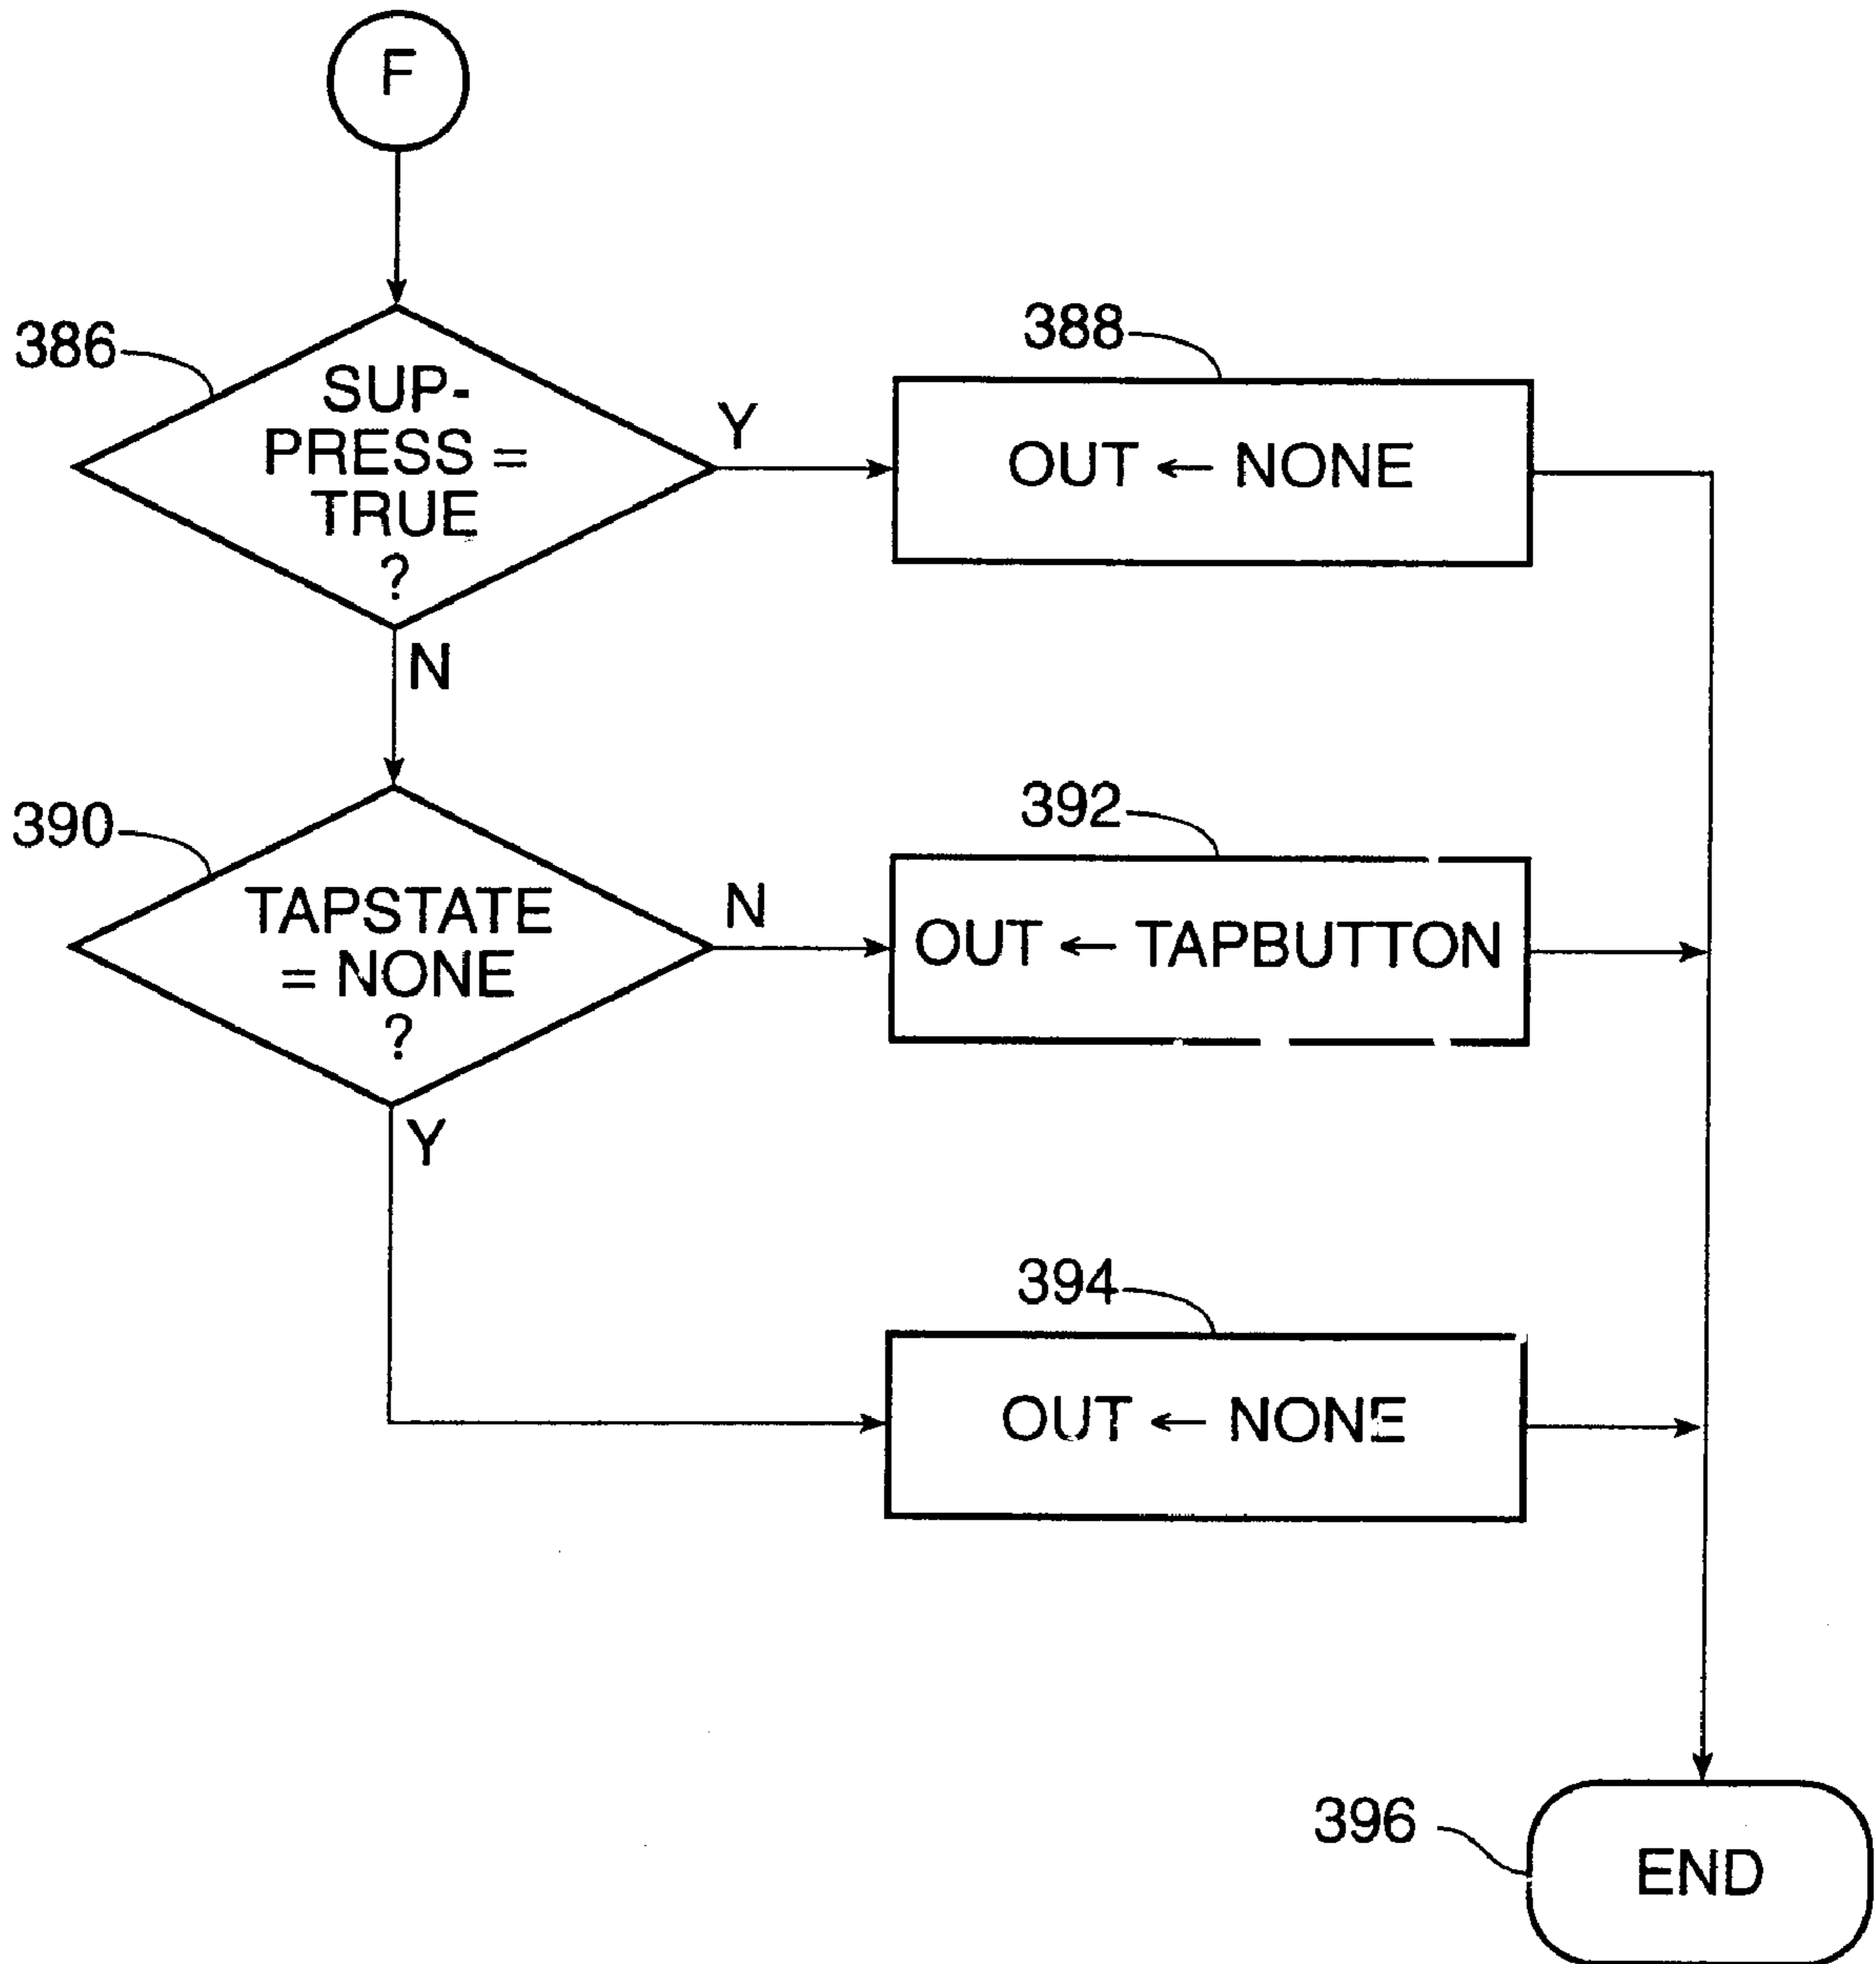 F
386
SUP-
PRESS =
TRUE
?
Y
388
OUT ← NONE
N
390
TAPSTATE
= NONE
?
N
392
OUT ← TAPBUTTON
Y
394
OUT ← NONE
396
END